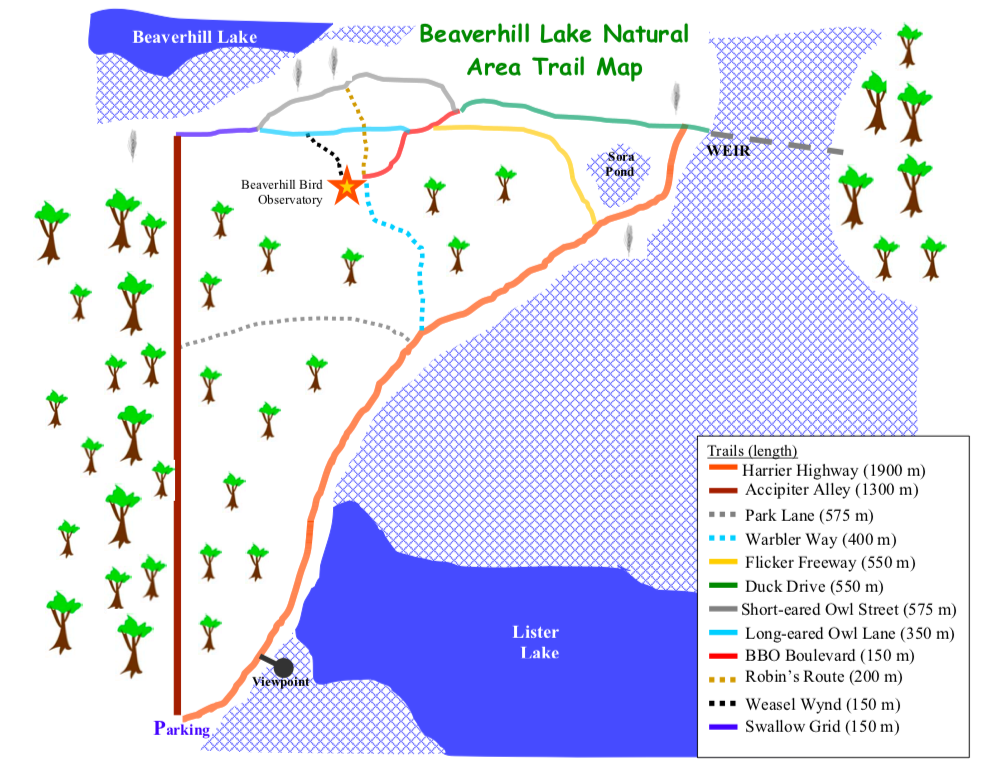 Beaverhill Lake
Beaverhill Lake Natural
Area Trail Map
WEIR
Sora
Pond
Beaverhill Bird
Observatory
Lister
Lake
Viewpoint
Parking
Trails (length)
Harrier Highway (1900 m)
Accipiter Alley (1300 m)
Park Lane (575 m)
Warbler Way (400 m)
Flicker Freeway (550 m)
Duck Drive (550 m)
Short-eared Owl Street (575 m)
Long-eared Owl Lane (350 m)
BBO Boulevard (150 m)
Robin's Route (200 m)
Weasel Wynd (150 m)
Swallow Grid (150 m)